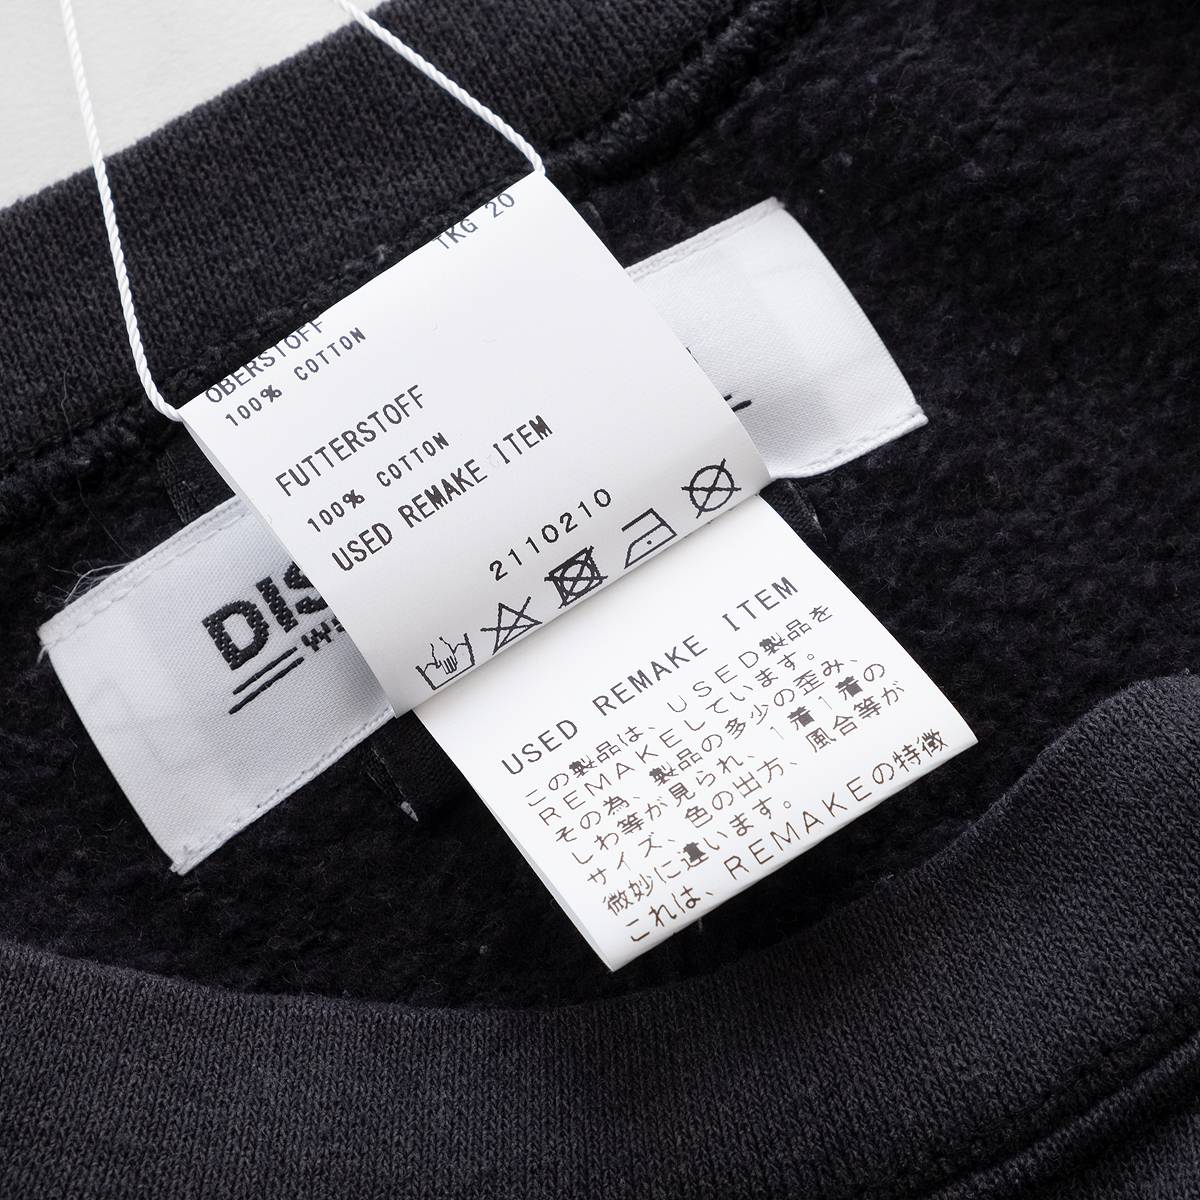 TKG 20
OBERSTOFF
100% COTTON
FUTTERSTOFF
100% COTTON
USED REMAKE ITEM
2110210
DIS
USED REMAKE ITEM
この製品は、USED製品を
REMAKEしています。
その為、製品の多少の歪み、
しわ等が見られ、1着1着の
サイズ、色の出方、風合等が
微妙に違います。
これは、REMAKEの特徴